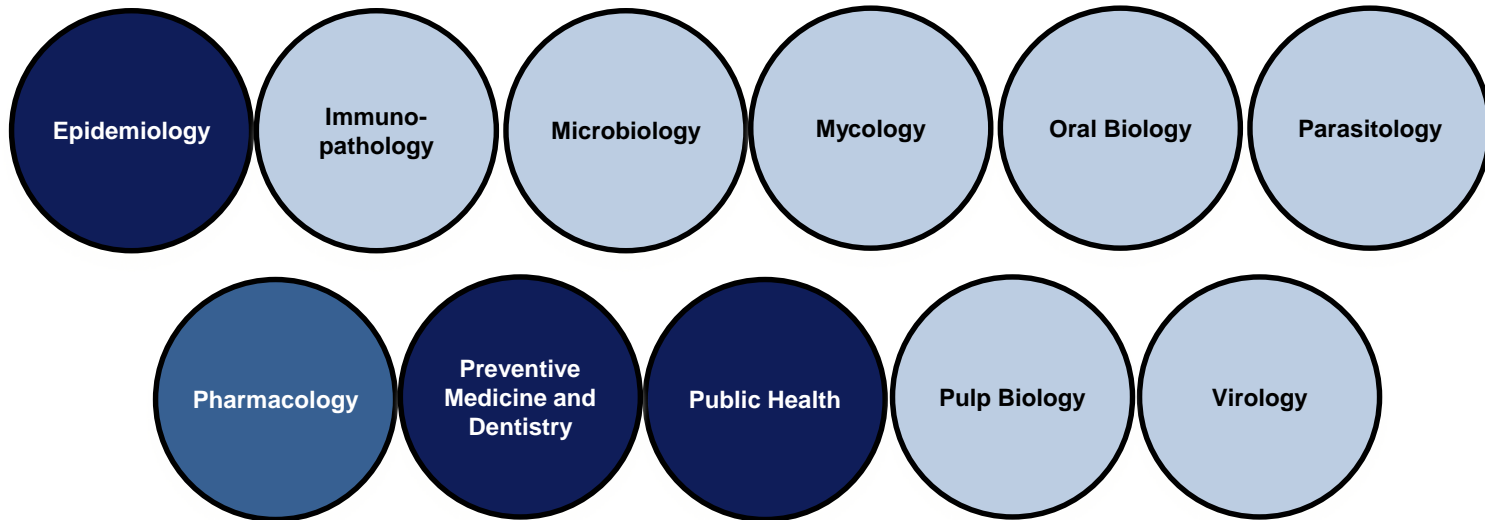 Epidemiology
Immuno-
pathology
Microbiology
Mycology
Oral Biology
Parasitology
Pharmacology
Preventive
Medicine and
Dentistry
Public Health
Pulp Biology
Virology